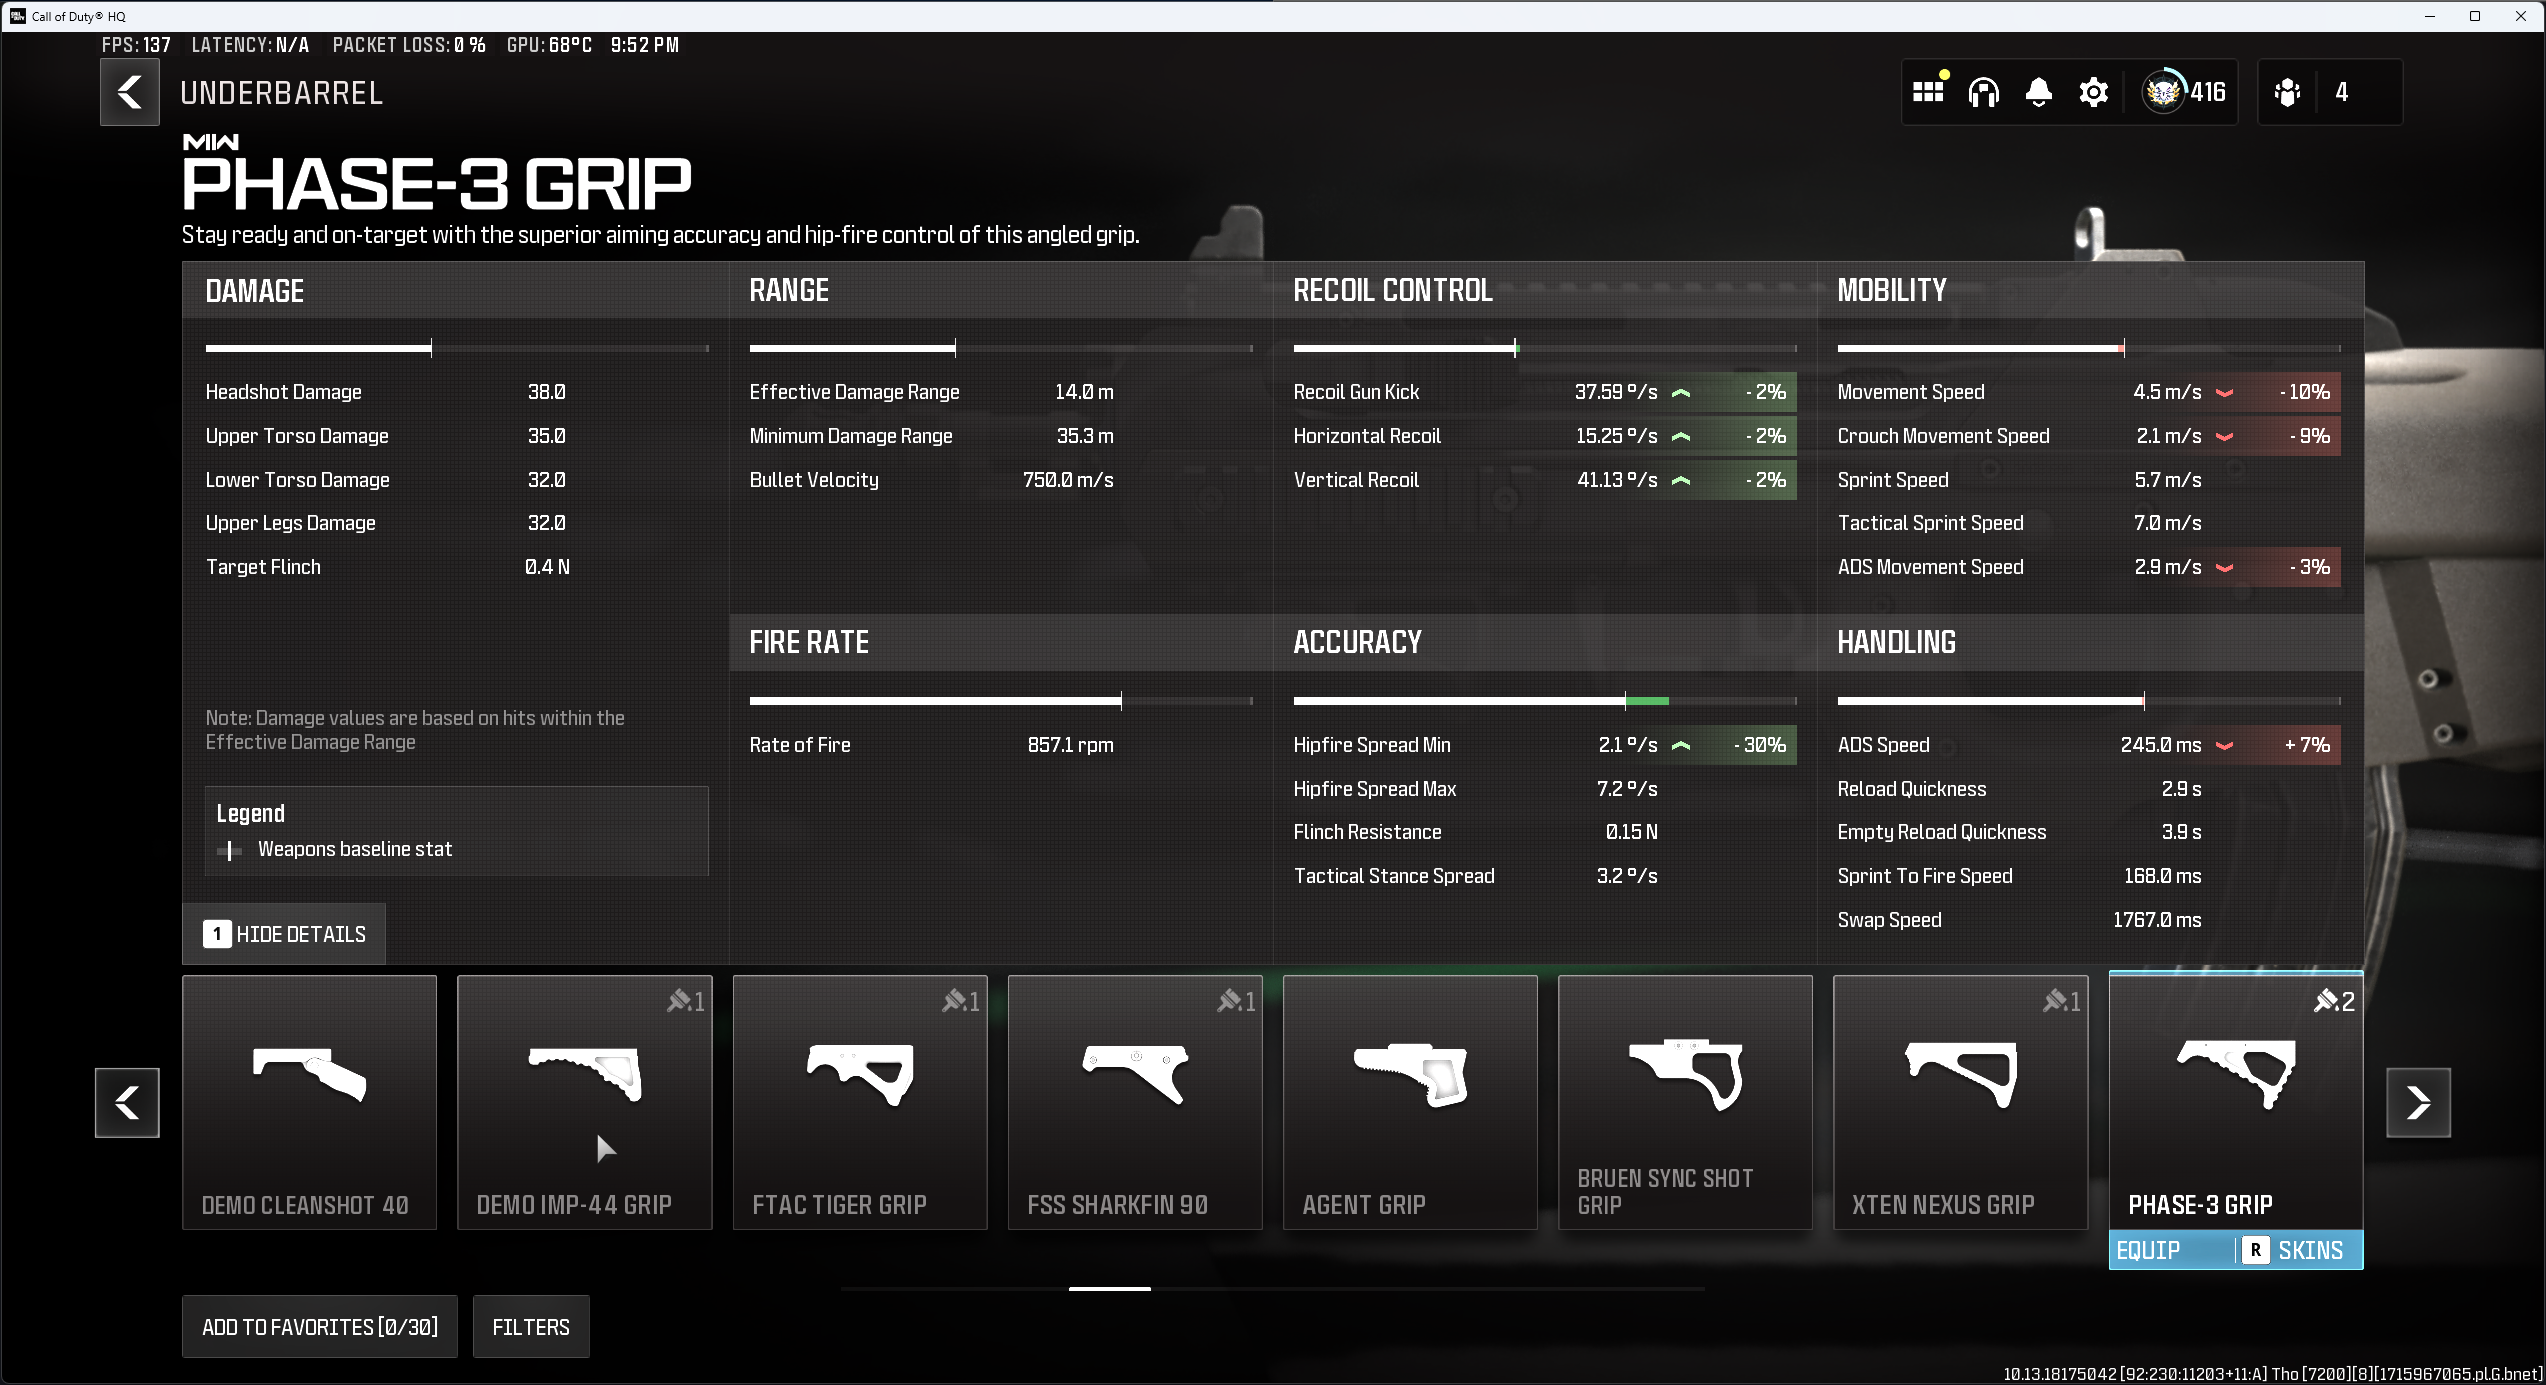 Call of Duty® HQ
FPS: 137 LATENCY: N/A PACKET LOSS: 0 % GPU: 68°C 9:52 PM
UNDERBARREL
416
4
MW
PHASE-3 GRIP
Stay ready and on-target with the superior aiming accuracy and hip-fire control of this angled grip.
DAMAGE
Headshot Damage 38.0
Upper Torso Damage 35.0
Lower Torso Damage 32.0
Upper Legs Damage 32.0
Target Flinch 0.4 N
Note: Damage values are based on hits within the
Effective Damage Range
Legend
Weapons baseline stat
1 HIDE DETAILS
RANGE
Effective Damage Range 14.0 m
Minimum Damage Range 35.3 m
Bullet Velocity 750.0 m/s
FIRE RATE
Rate of Fire 857.1 rpm
RECOIL CONTROL
Recoil Gun Kick 37.59 º/s - 2%
Horizontal Recoil 15.25 º/s - 2%
Vertical Recoil 41.13 º/s - 2%
ACCURACY
Hipfire Spread Min 2.1 º/s - 30%
Hipfire Spread Max 7.2 º/s
Flinch Resistance 0.15 N
Tactical Stance Spread 3.2 º/s
MOBILITY
Movement Speed 4.5 m/s - 10%
Crouch Movement Speed 2.1 m/s - 9%
Sprint Speed 5.7 m/s
Tactical Sprint Speed 7.0 m/s
ADS Movement Speed 2.9 m/s - 3%
HANDLING
ADS Speed 245.0 ms + 7%
Reload Quickness 2.9 s
Empty Reload Quickness 3.9 s
Sprint To Fire Speed 168.0 ms
Swap Speed 1767.0 ms
DEMO CLEANSHOT 40
1
DEMO IMP-44 GRIP
1
FTAC TIGER GRIP
1
FSS SHARKFIN 90
AGENT GRIP
BRUEN SYNC SHOT
GRIP
1
XTEN NEXUS GRIP
2
PHASE-3 GRIP
EQUIP R SKINS
ADD TO FAVORITES [0/30]
FILTERS
10.13.18175042 [92:230:11203+11:A] Tho [7200][8][1715967065.pl.G.bnet]